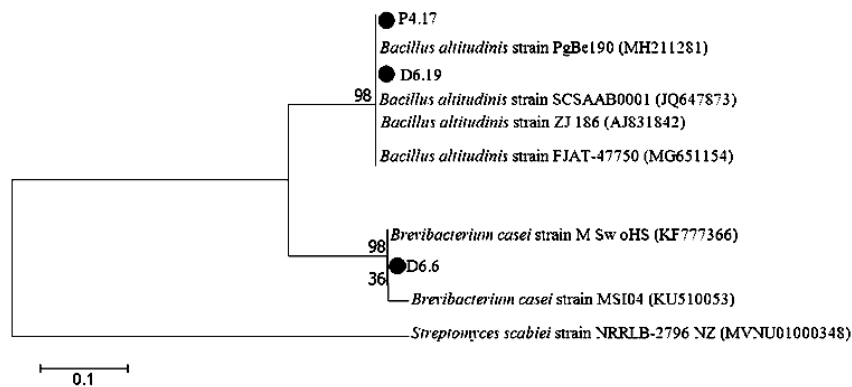 P4.17
Bacillus altitudinis strain PgBe190 (MH211281)
D6.19
98
Bacillus altitudinis strain SCSAAB0001 (JQ647873)
Bacillus altitudinis strain ZJ 186 (AJ831842)
Bacillus altitudinis strain FJAT-47750 (MG651154)
Brevibacterium casei strain M Sw oHS (KF777366)
98
D6.6
36
Brevibacterium casei strain MSI04 (KU510053)
Streptomyces scabiei strain NRRLB-2796 NZ (MVNU01000348)
0.1